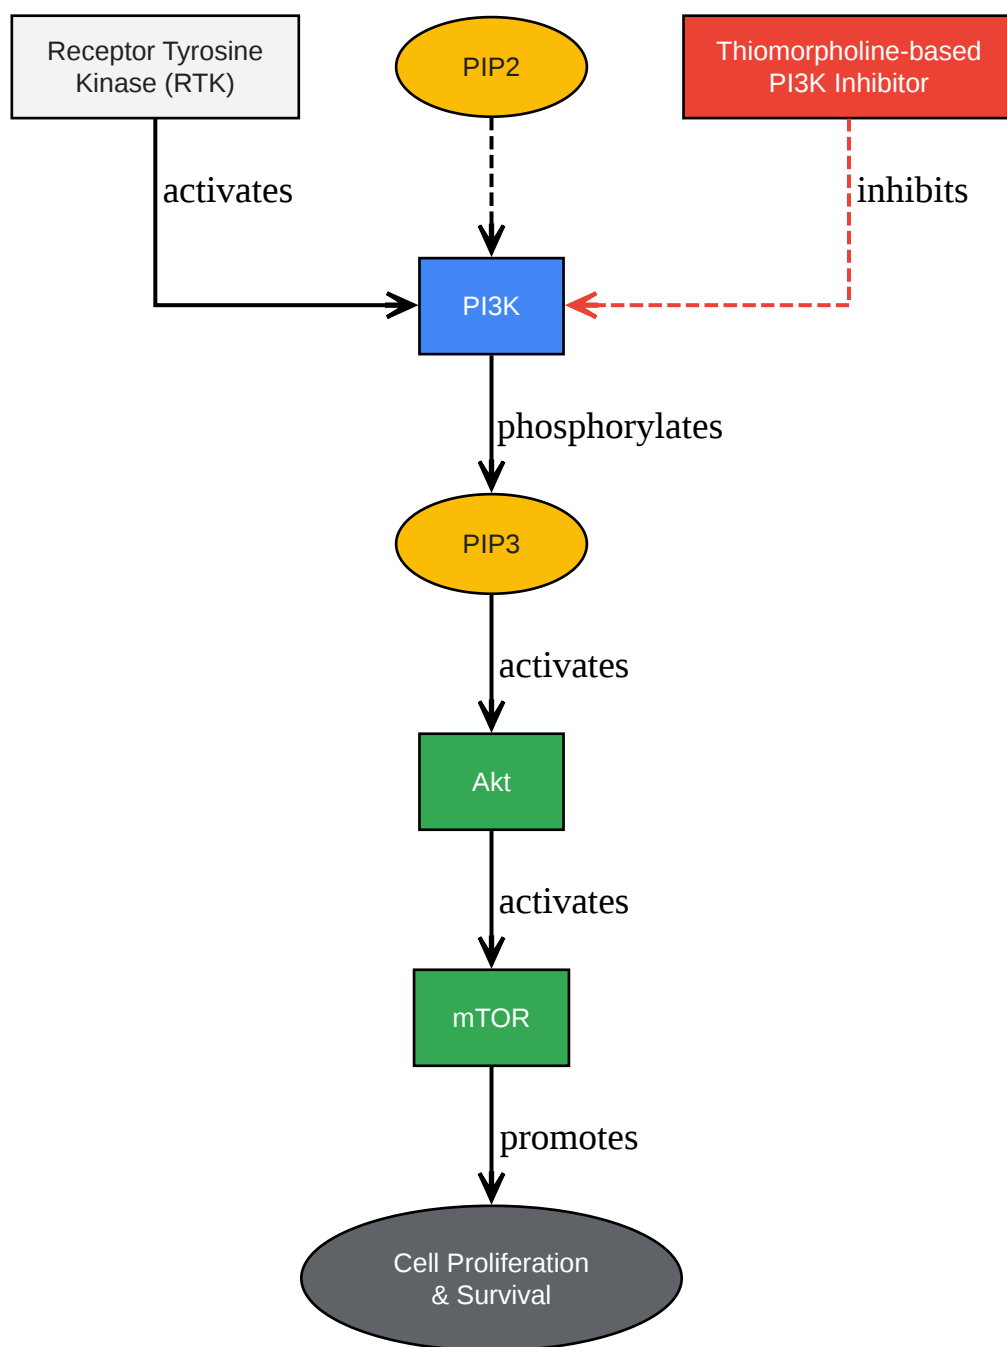 Receptor Tyrosine
Kinase (RTK)
PIP2
Thiomorpholine-based
PI3K Inhibitor
activates
inhibits
PI3K
phosphorylates
PIP3
activates
Akt
activates
mTOR
promotes
Cell Proliferation
& Survival